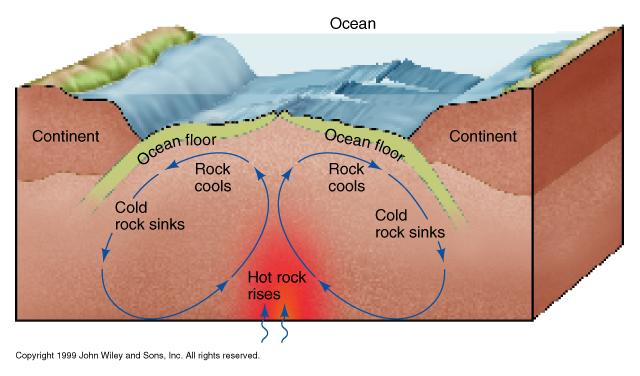 Ocean
Continent
Ocean floor
Ocean floor
Continent
Rock
cools
Rock
cools
Cold
rock sinks
Cold
rock sinks
Hot rock
rises
Copyright 1999 John Wiley and Sons, Inc. All rights reserved.